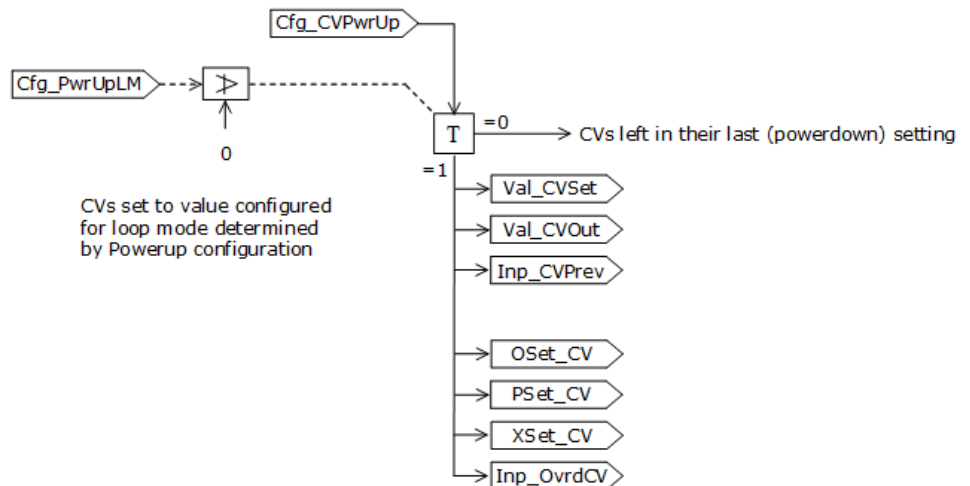 Cfg_CVPwrUp
Cfg_PwrUpLM
>
0
T
=0
CVs left in their last (powerdown) setting
=1
CVs set to value configured
for loop mode determined
by Powerup configuration
Val_CVSet
Val_CVOut
Inp_CVPrev
OSet_CV
PSet_CV
XSet_CV
Inp_OvrdCV